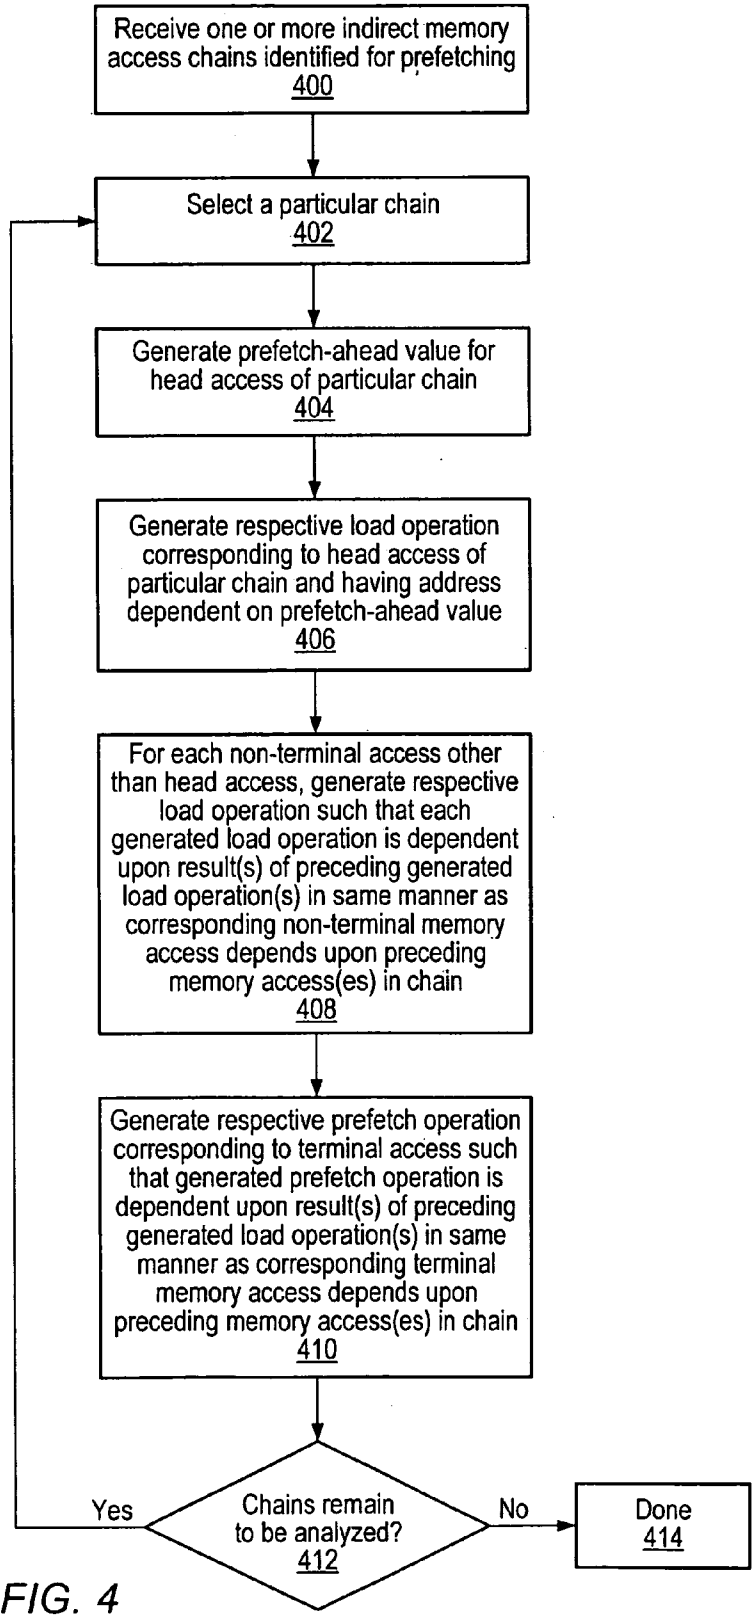 Receive one or more indirect memory
access chains identified for prefetching
400
Select a particular chain
402
Generate prefetch-ahead value for
head access of particular chain
404
Generate respective load operation
corresponding to head access of
particular chain and having address
dependent on prefetch-ahead value
406
For each non-terminal access other
than head access, generate respective
load operation such that each
generated load operation is dependent
upon result(s) of preceding generated
load operation(s) in same manner as
corresponding non-terminal memory
access depends upon preceding
memory access(es) in chain
408
Generate respective prefetch operation
corresponding to terminal access such
that generated prefetch operation is
dependent upon result(s) of preceding
generated load operation(s) in same
manner as corresponding terminal
memory access depends upon
preceding memory access(es) in chain
410
Yes
Chains remain
to be analyzed?
412
No
Done
414
FIG. 4